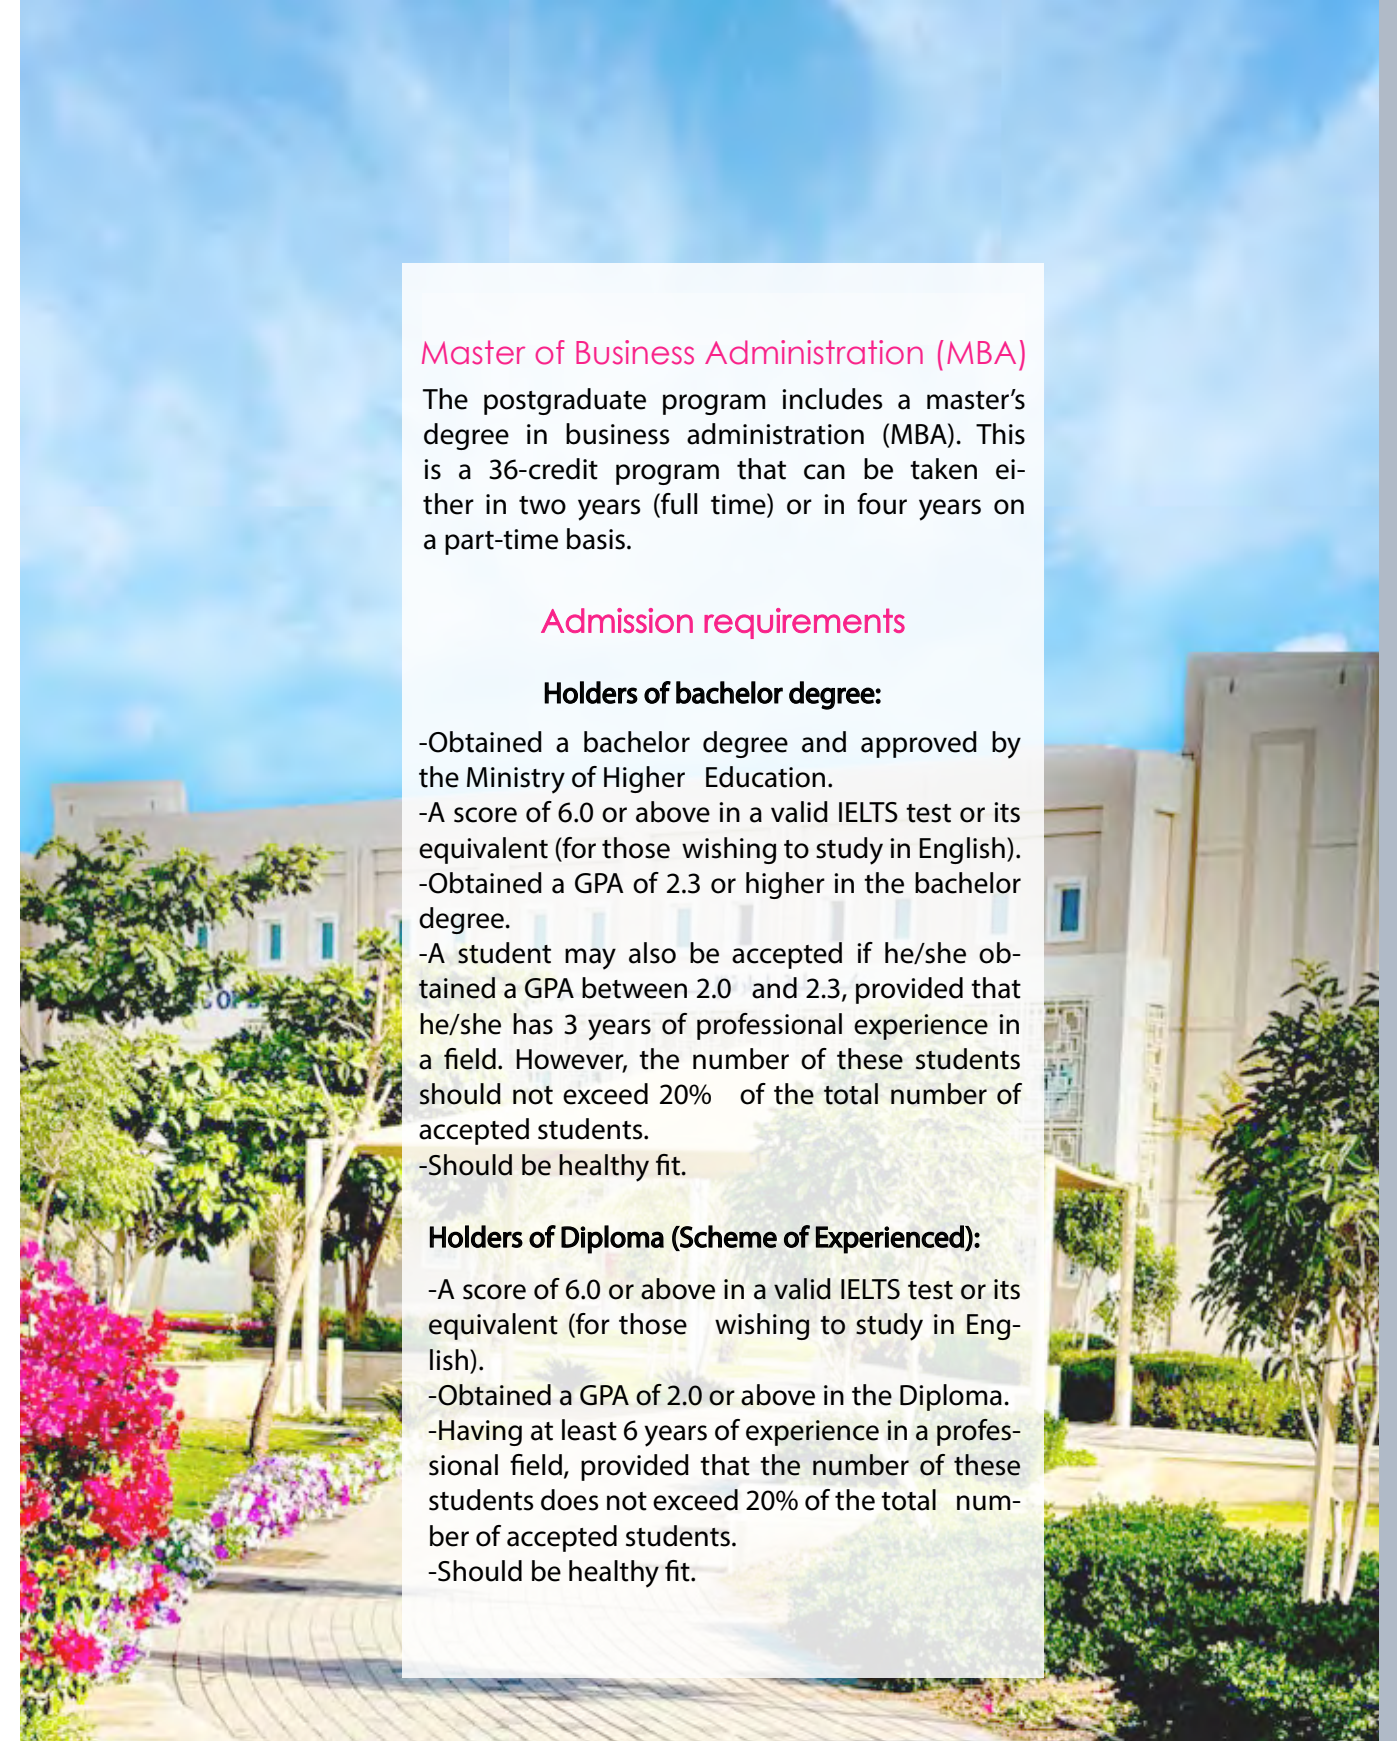 Master of Business Administration (MBA)
The postgraduate program includes a master’s
degree in business administration (MBA). This
is a 36-credit program that can be taken ei-
ther in two years (full time) or in four years on
a part-time basis.
Admission requirements
Holders of bachelor degree:
-Obtained a bachelor degree and approved by
the Ministry of Higher Education.
-A score of 6.0 or above in a valid IELTS test or its
equivalent (for those wishing to study in English).
-Obtained a GPA of 2.3 or higher in the bachelor
degree.
-A student may also be accepted if he/she ob-
tained a GPA between 2.0 and 2.3, provided that
he/she has 3 years of professional experience in
a field. However, the number of these students
should not exceed 20% of the total number of
accepted students.
-Should be healthy fit.
Holders of Diploma (Scheme of Experienced):
-A score of 6.0 or above in a valid IELTS test or its
equivalent (for those wishing to study in Eng-
lish).
-Obtained a GPA of 2.0 or above in the Diploma.
-Having at least 6 years of experience in a profes-
sional field, provided that the number of these
students does not exceed 20% of the total num-
ber of accepted students.
-Should be healthy fit.
OF